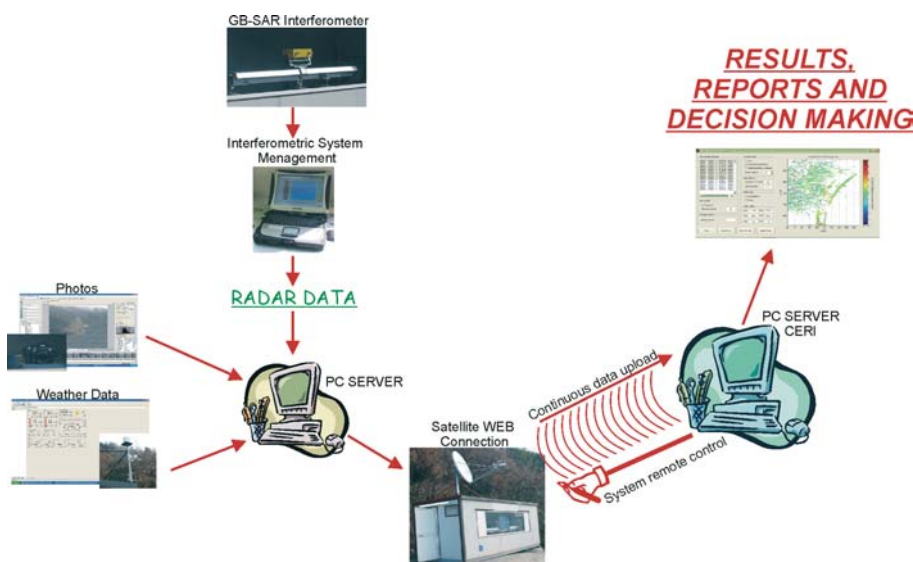 GB-SAR Interferometer
Interferometric System
Menagement
RADAR DATA
Photos
Weather Data
PC SERVER
Satellite WEB
Connection
Continuous data upload
System remote control
PC SERVER
CERI
RESULTS,
REPORTS AND
DECISION MAKING